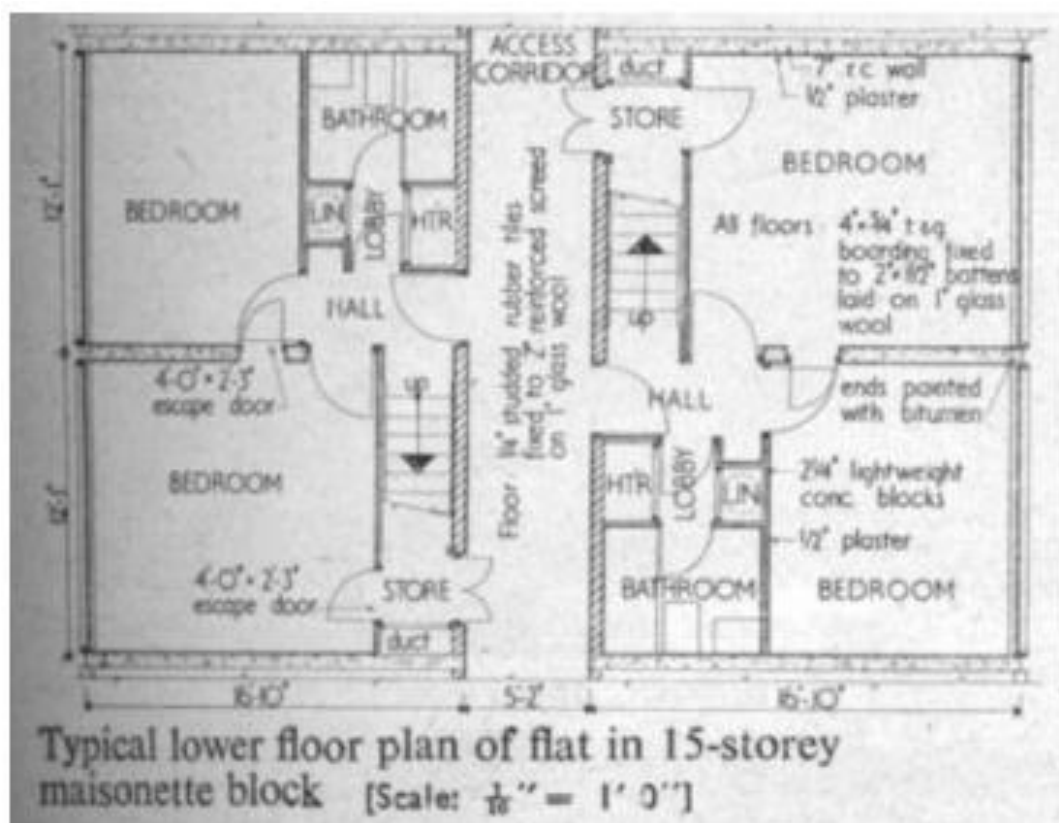 ACCESS
CORRIDOR
duct
7" r.c. wall
½" plaster
BATHROOM
STORE
BEDROOM
12'-1"
BEDROOM
LIN
LOBBY
HTR
All floors 4"×¾" t&g
boarding fixed
to 2"×1½" battens
laid on 1" glass
wool
HALL
up
Floor / ¼" studded rubber tiles
fixed to 2" reinforced screed
on 1" glass wool
4'-0" × 2'-3"
escape door
up
HALL
ends painted
with bitumen
12'-1"
BEDROOM
HTR
LOBBY
LIN
2¼" lightweight
conc. blocks
½" plaster
4'-0" × 2'-3"
escape door
STORE
BATHROOM
BEDROOM
duct
16'-10"
5'-2"
16'-10"
Typical lower floor plan of flat in 15-storey
maisonette block [Scale: 1/16" = 1' 0"]